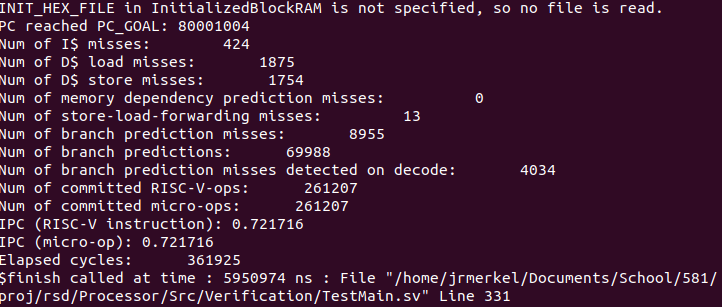 INIT_HEX_FILE in InitializedBlockRAM is not specified, so no file is read.
PC reached PC_GOAL: 80001004
Num of I$ misses:         424
Num of D$ load misses:        1875
Num of D$ store misses:        1754
Num of memory dependency prediction misses:           0
Num of store-load-forwarding misses:          13
Num of branch prediction misses:        8955
Num of branch predictions:       69988
Num of branch prediction misses detected on decode:        4034
Num of committed RISC-V-ops:      261207
Num of committed micro-ops:      261207
IPC (RISC-V instruction): 0.721716
IPC (micro-op): 0.721716
Elapsed cycles:       361925
$finish called at time : 5950974 ns : File "/home/jrmerkel/Documents/School/581/
proj/rsd/Processor/Src/Verification/TestMain.sv" Line 331